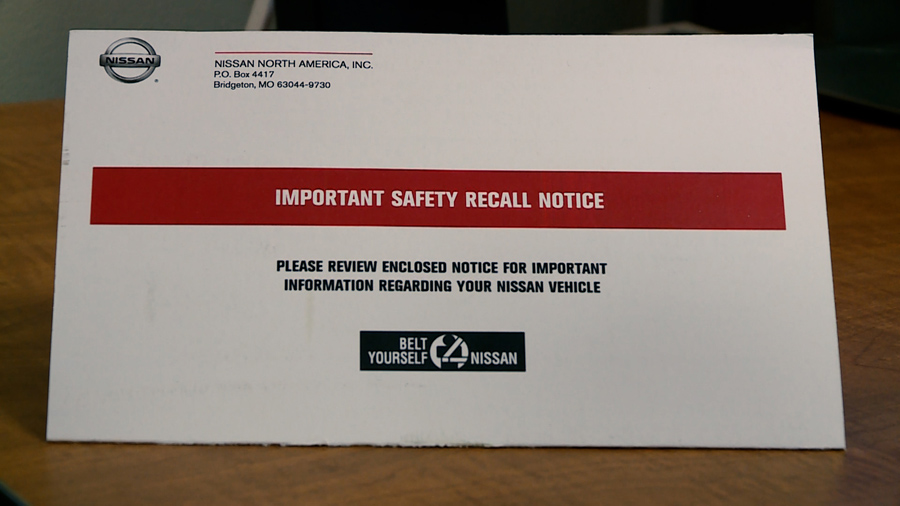 NISSAN
NISSAN NORTH AMERICA, INC.
P.O. Box 4417
Bridgeton, MO 63044-9730
IMPORTANT SAFETY RECALL NOTICE
PLEASE REVIEW ENCLOSED NOTICE FOR IMPORTANT
INFORMATION REGARDING YOUR NISSAN VEHICLE
BELT
YOURSELF 4 NISSAN